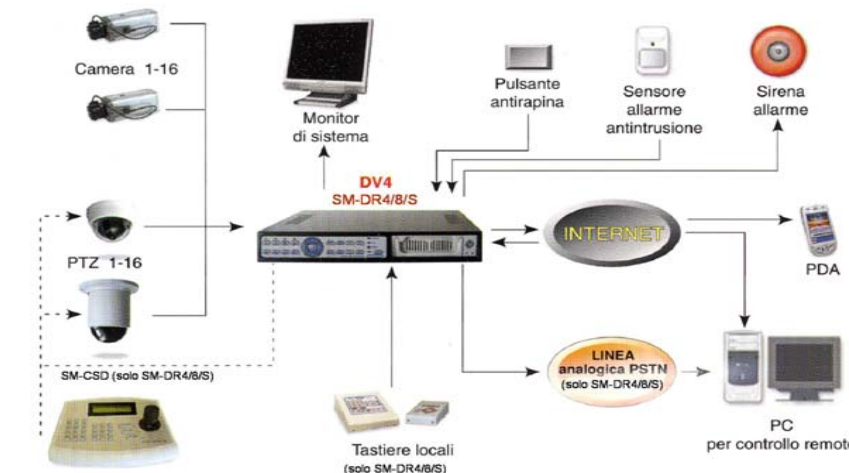 Camera 1-16
Monitor
di sistema
Pulsante
antirapina
Sensore
allarme
antintrusione
Sirena
allarme
DV4
SM-DR4/8/S
INTERNET
PDA
PTZ 1-16
SM-CSD (solo SM-DR4/8/S)
LINEA
analogica PSTN
(solo SM-DR4/8/S)
Tastiere locali
(solo SM-DR4/8/S)
PC
per controllo remoto